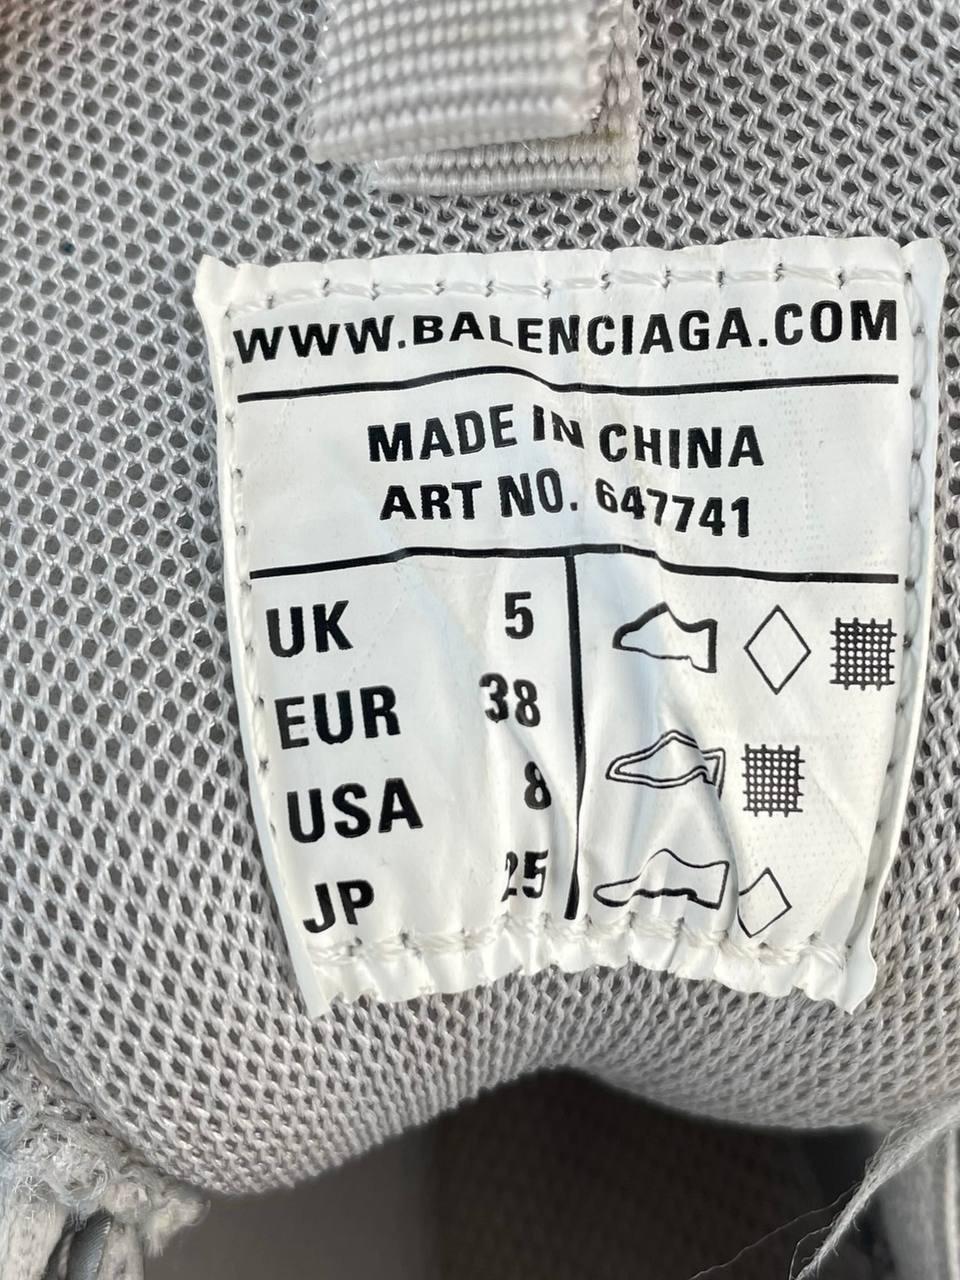 WWW.BALENCIAGA.COM
MADE IN CHINA
ART NO. 647741
UK 5
EUR 38
USA 8
JP 25